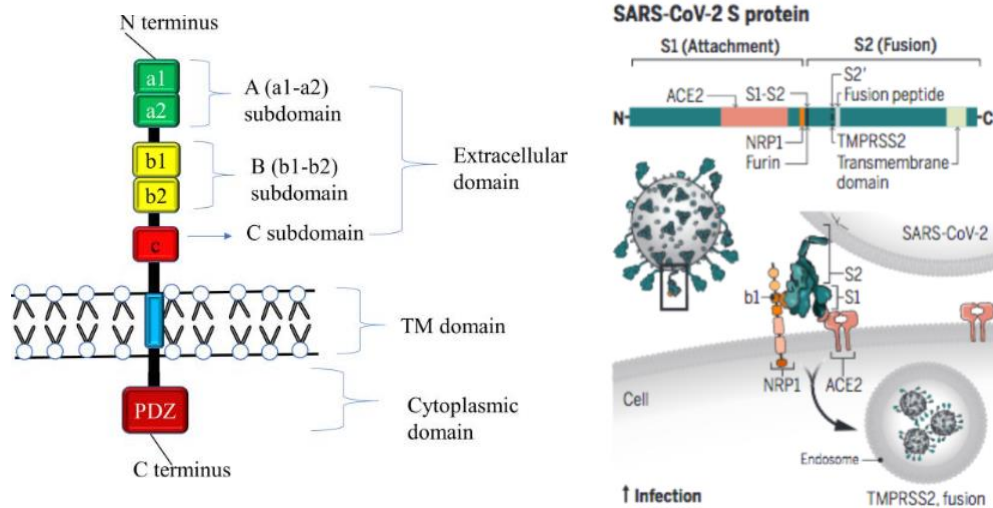 N terminus
a1
a2
A (a1-a2)
subdomain
b1
b2
B (b1-b2)
subdomain
Extracellular
domain
c
C subdomain
TM domain
PDZ
Cytoplasmic
domain
C terminus
SARS-CoV-2 S protein
S1 (Attachment)
S2 (Fusion)
ACE2
S1-S2
S2'
Fusion peptide
N
C
NRP1
Furin
TMPRSS2
Transmembrane
domain
SARS-CoV-2
S2
S1
b1
NRP1
ACE2
Cell
Endosome
↑ Infection
TMPRSS2, fusion